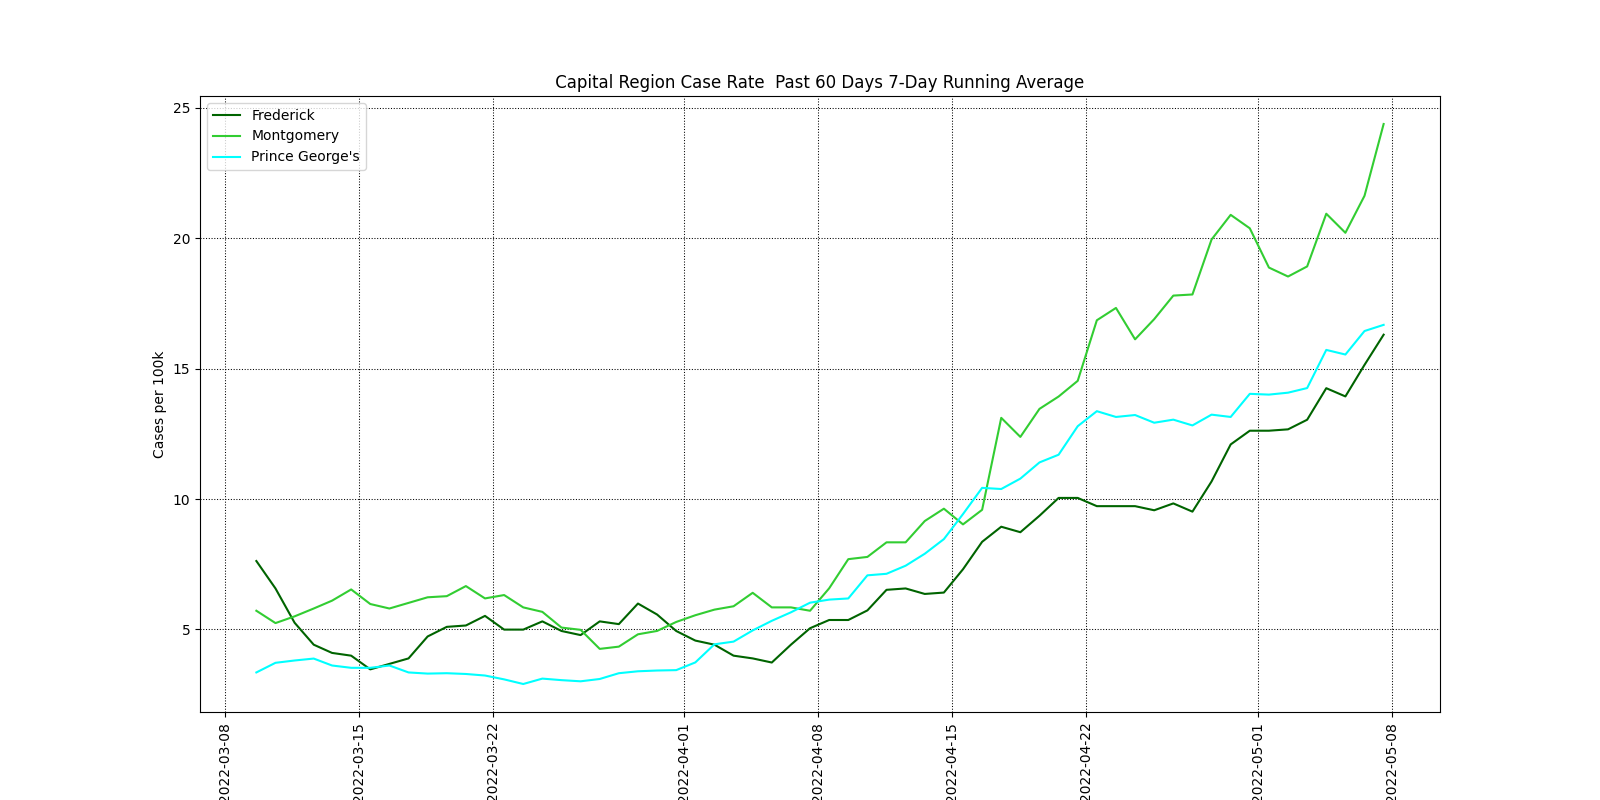 Capital Region Case Rate  Past 60 Days 7-Day Running Average
Frederick
Montgomery
Prince George's
Cases per 100k
25
20
15
10
5
2022-03-08
2022-03-15
2022-03-22
2022-04-01
2022-04-08
2022-04-15
2022-04-22
2022-05-01
2022-05-08